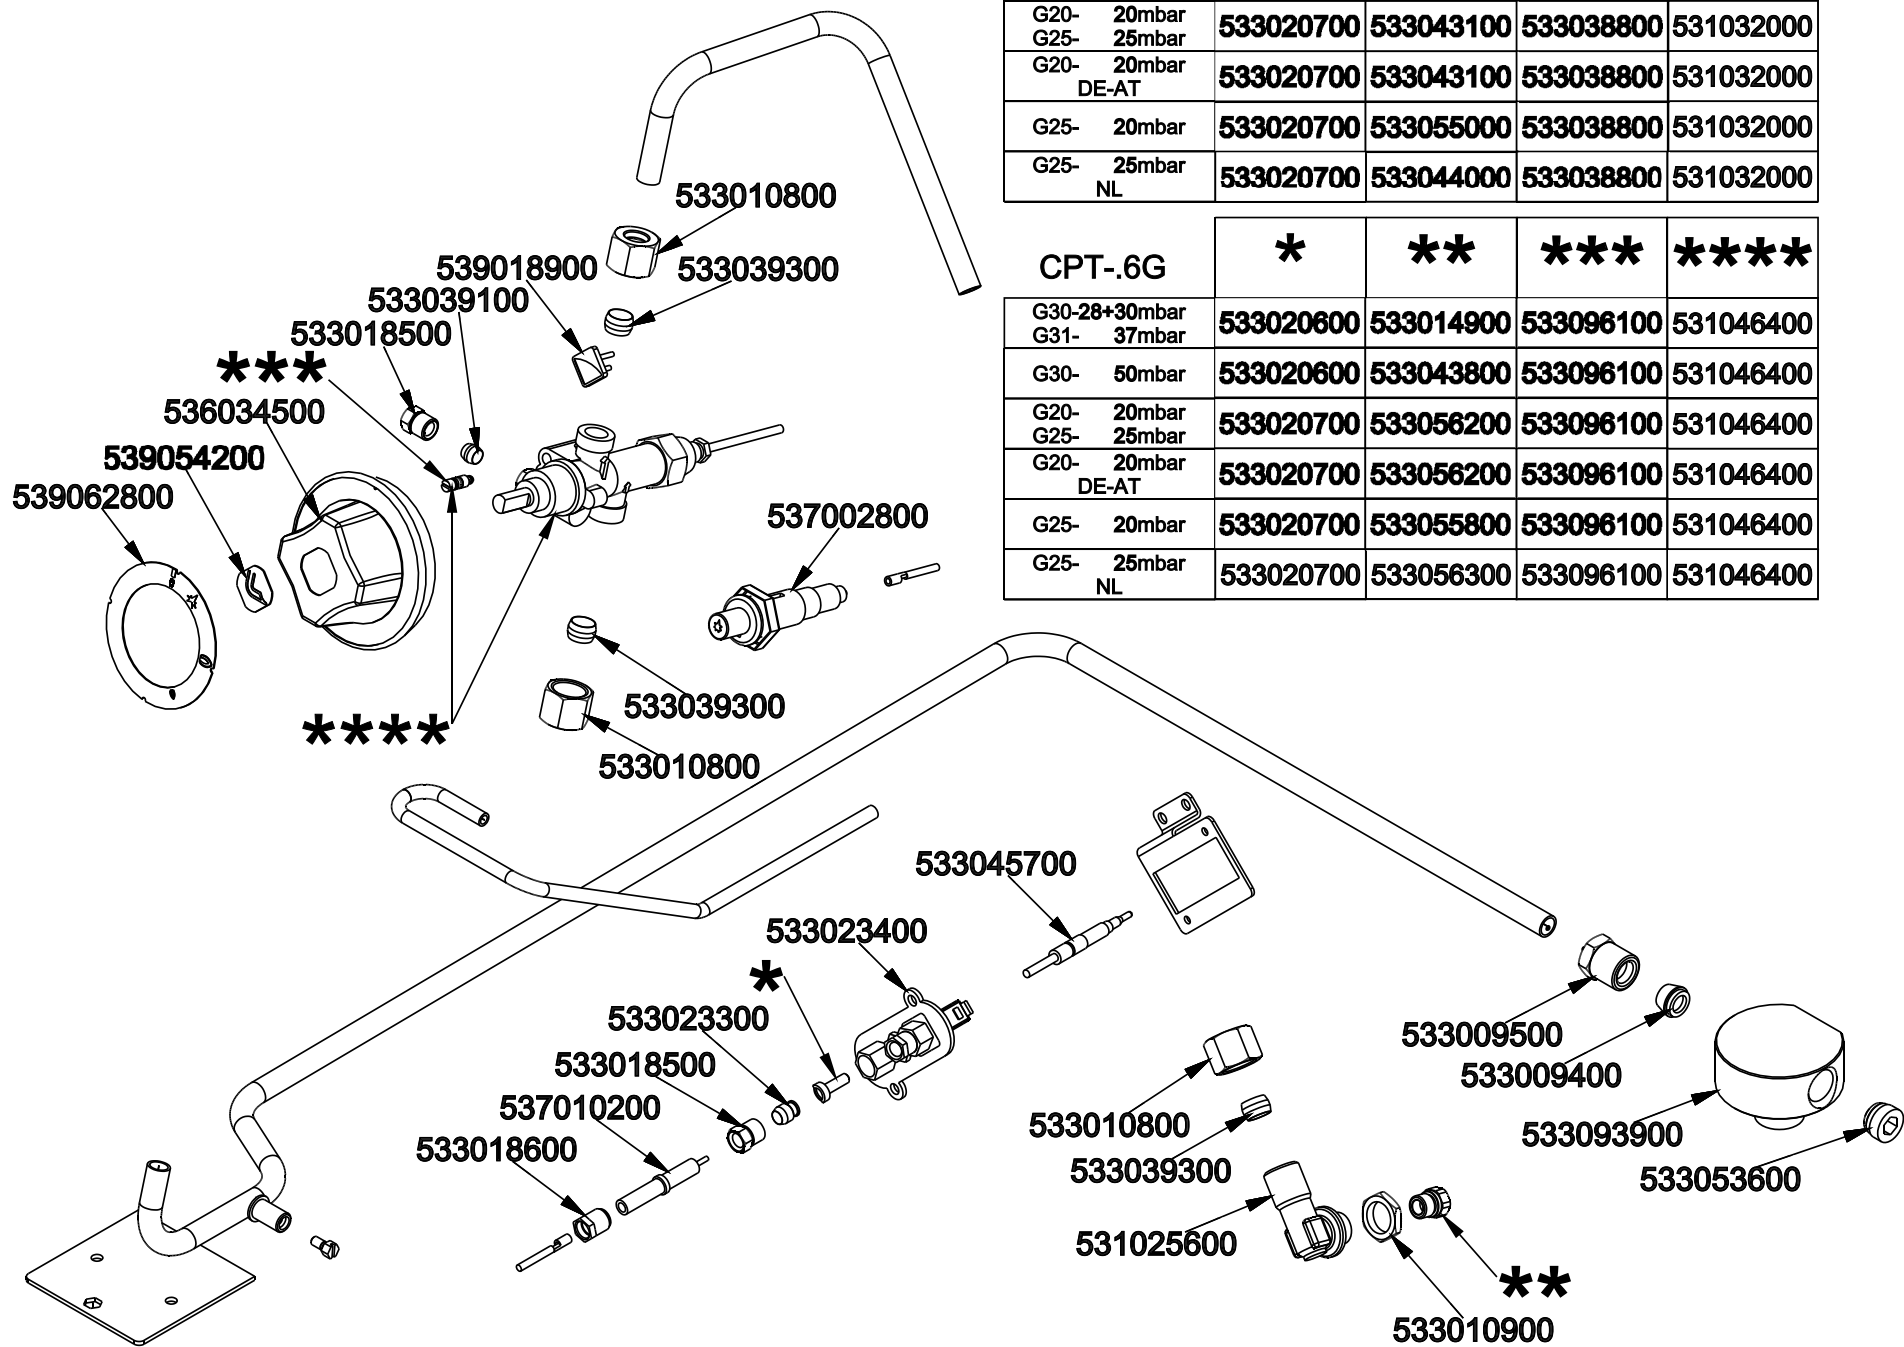 G20- 20mbar
G25- 25mbar
533020700 533043100 533038800 531032000
G20- 20mbar
DE-AT
533020700 533043100 533038800 531032000
G25- 20mbar 533020700 533055000 533038800 531032000
G25- 25mbar
NL
533020700 533044000 533038800 531032000
CPT-.6G * ** *** ****
G30-28+30mbar
G31- 37mbar
533020600 533014900 533096100 531046400
G30- 50mbar 533020600 533043800 533096100 531046400
G20- 20mbar
G25- 25mbar
533020700 533056200 533096100 531046400
G20- 20mbar
DE-AT
533020700 533056200 533096100 531046400
G25- 20mbar 533020700 533055800 533096100 531046400
G25- 25mbar
NL
533020700 533056300 533096100 531046400
533010800
539018900
533039300
533039100
533018500
***
536034500
539054200
539062800
537002800
533039300
****
533010800
533045700
533023400
*
533023300
533018500
537010200
533018600
533009500
533009400
533010800
533093900
533039300
533053600
531025600
**
533010900